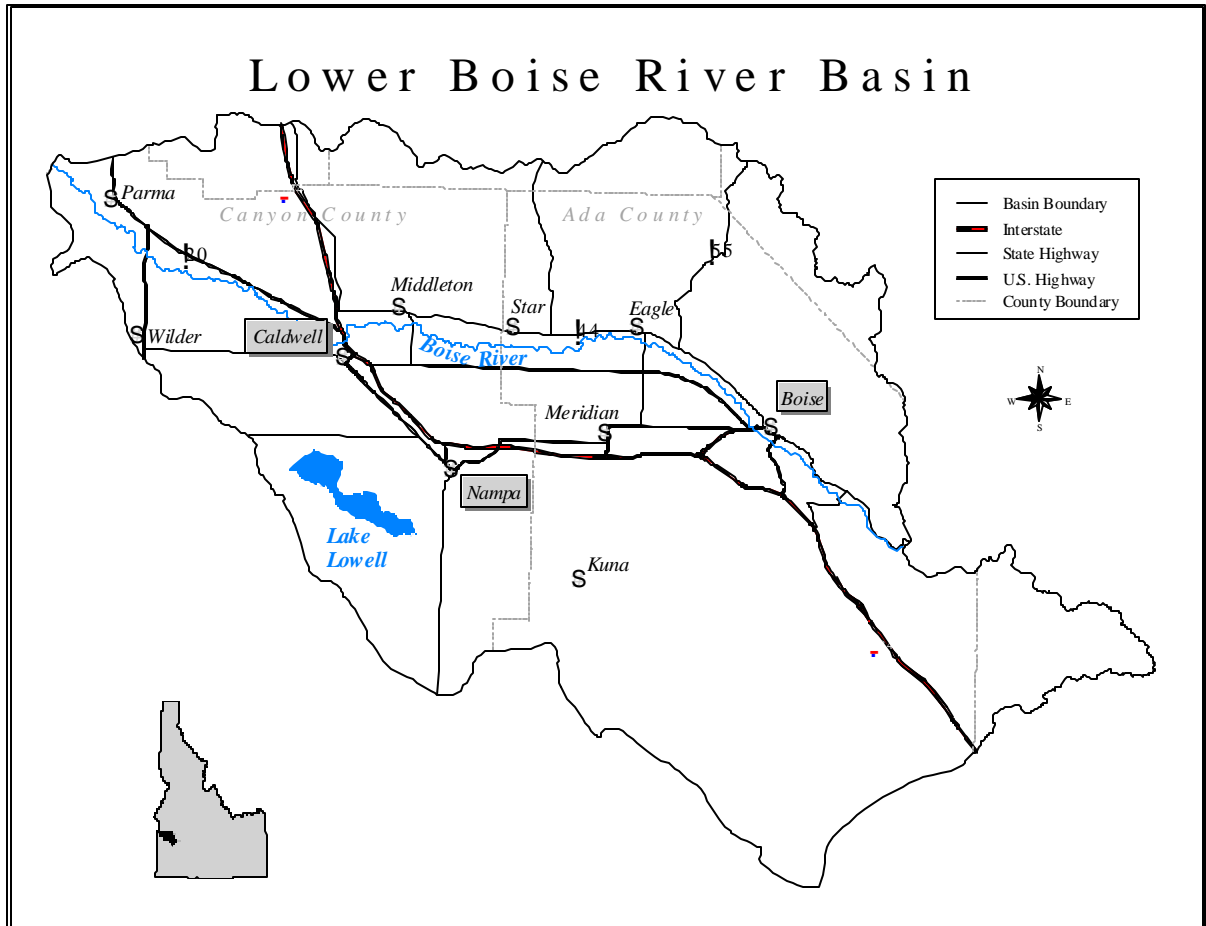 Lower Boise River Basin
Parma
Canyon County
Ada County
20
55
Middleton
Star
Eagle
44
Wilder
Caldwell
Boise River
Meridian
Boise
Nampa
Lake
Lowell
Kuna
Basin Boundary
Interstate
State Highway
U.S. Highway
County Boundary
N
W
E
S